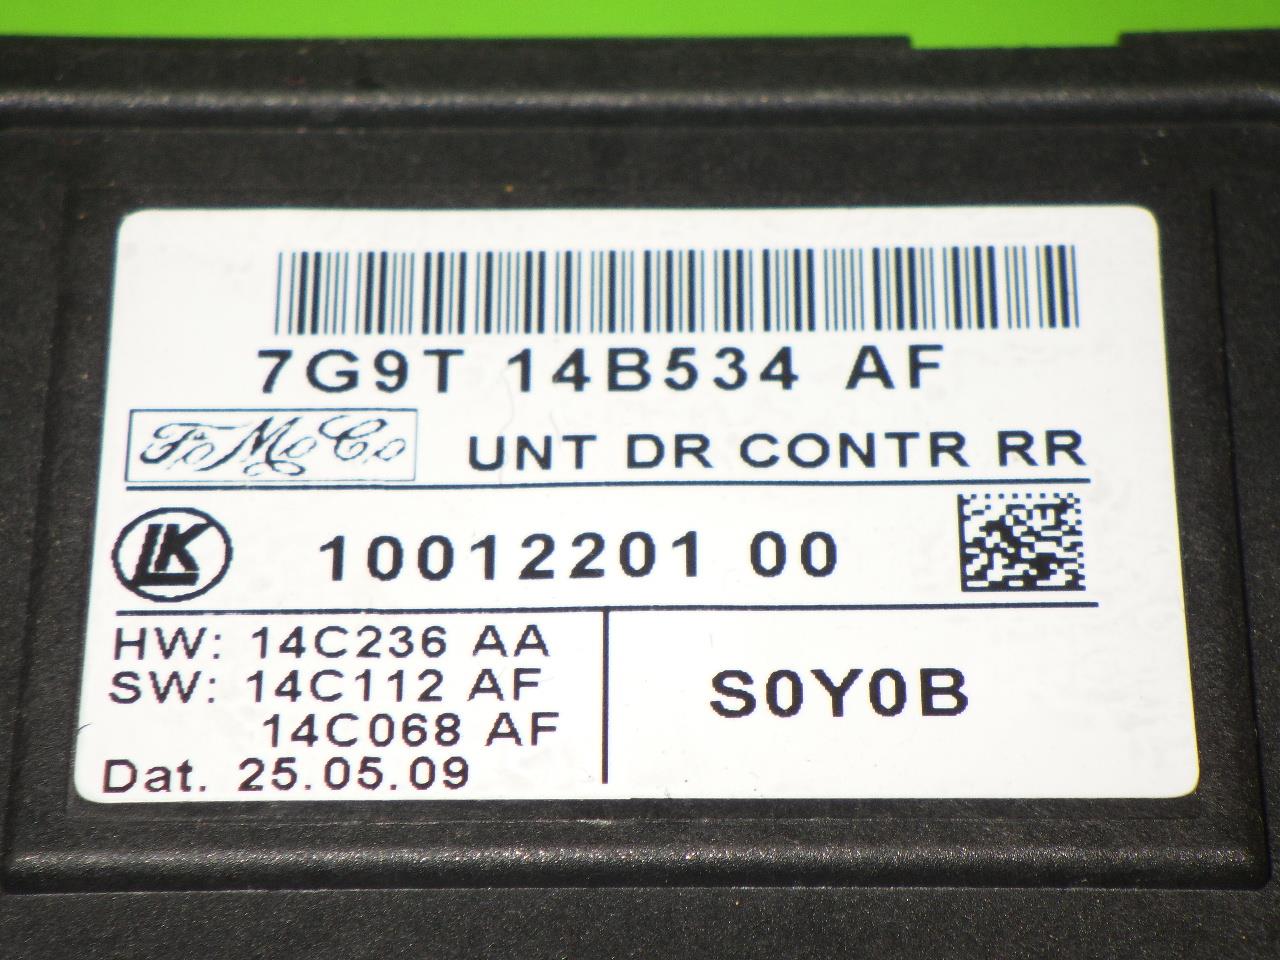 7G9T 14B534 AF
FoMoCo UNT DR CONTR RR
LK 10012201 00
HW: 14C236 AA
SW: 14C112 AF
14C068 AF
Dat. 25.05.09
S0Y0B